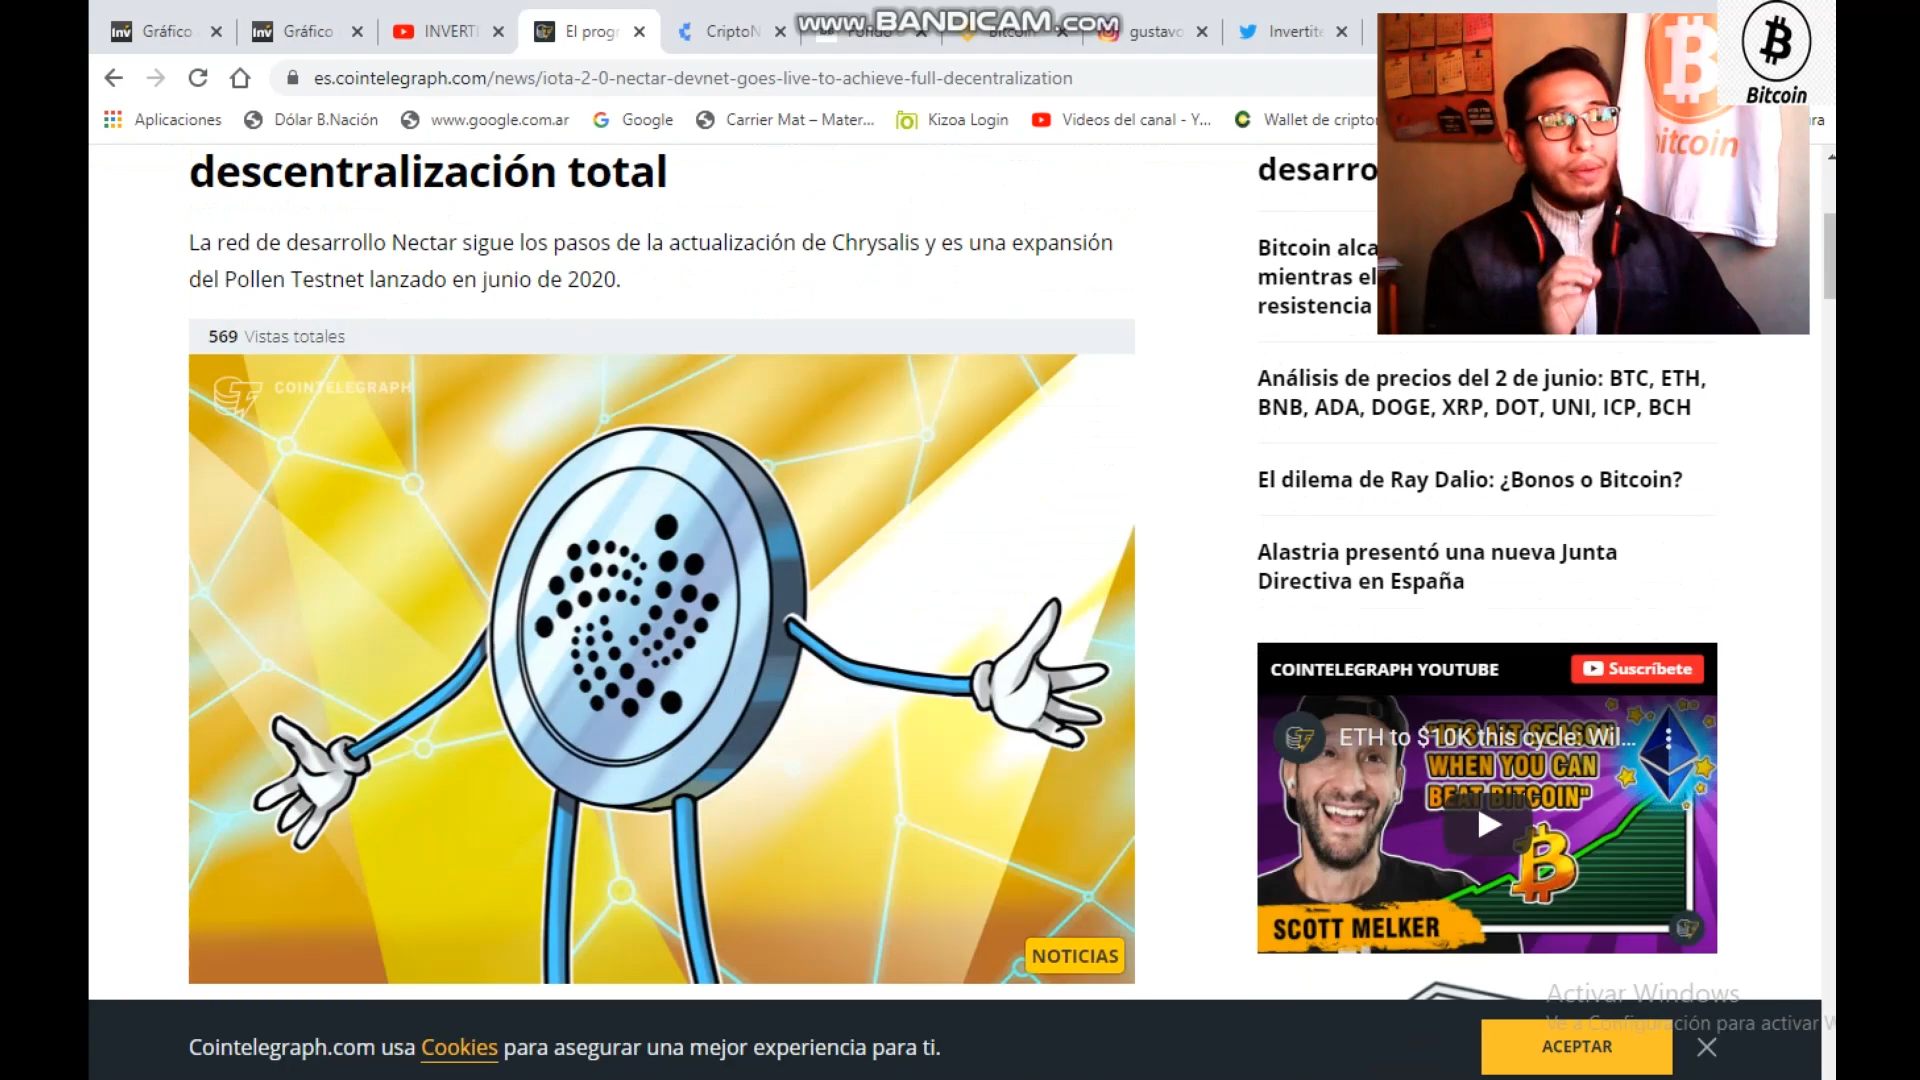 www.BANDICAM.com
Gráfico
Gráfico
INVERTI
El prog
CriptoN
Bitcoin
gustavo
Invertite
es.cointelegraph.com/news/iota-2-0-nectar-devnet-goes-live-to-achieve-full-decentralization
Aplicaciones
Dólar B.Nación
www.google.com.ar
Google
Carrier Mat – Mater...
Kizoa Login
Videos del canal - Y...
Wallet de criptor
ra
Bitcoin
itcoin
descentralización total
La red de desarrollo Nectar sigue los pasos de la actualización de Chrysalis y es una expansión
del Pollen Testnet lanzado en junio de 2020.
569 Vistas totales
COINTELEGRAPH
NOTICIAS
desarro
Bitcoin alca
mientras el
resistencia
Análisis de precios del 2 de junio: BTC, ETH,
BNB, ADA, DOGE, XRP, DOT, UNI, ICP, BCH
El dilema de Ray Dalio: ¿Bonos o Bitcoin?
Alastria presentó una nueva Junta
Directiva en España
COINTELEGRAPH YOUTUBE
Suscríbete
ETH to $10K this cycle: Wil...
"IT'S ALT SEASON
WHEN YOU CAN
BEAT BITCOIN"
SCOTT MELKER
Activar Windows
Ve a Configuración para activar W
Cointelegraph.com usa Cookies para asegurar una mejor experiencia para ti.
ACEPTAR